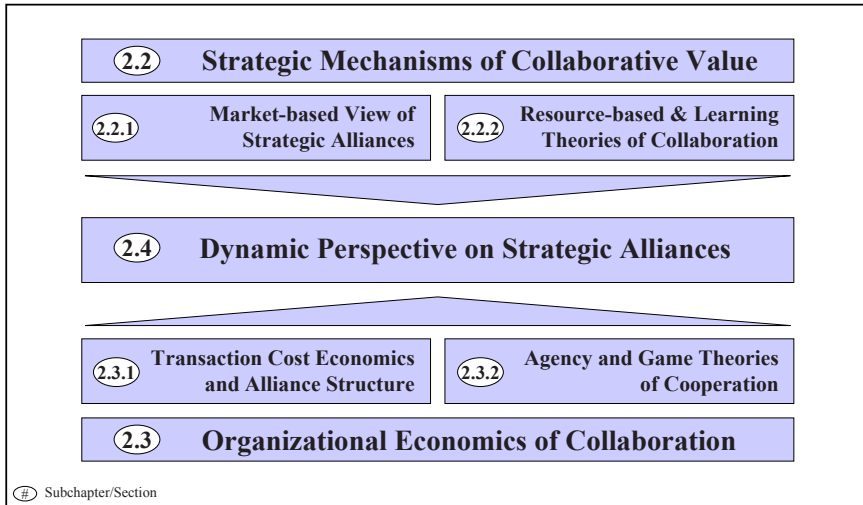 2.2 Strategic Mechanisms of Collaborative Value
2.2.1 Market-based View of
Strategic Alliances
2.2.2 Resource-based & Learning
Theories of Collaboration
2.4 Dynamic Perspective on Strategic Alliances
2.3.1 Transaction Cost Economics
and Alliance Structure
2.3.2 Agency and Game Theories
of Cooperation
2.3 Organizational Economics of Collaboration
# Subchapter/Section